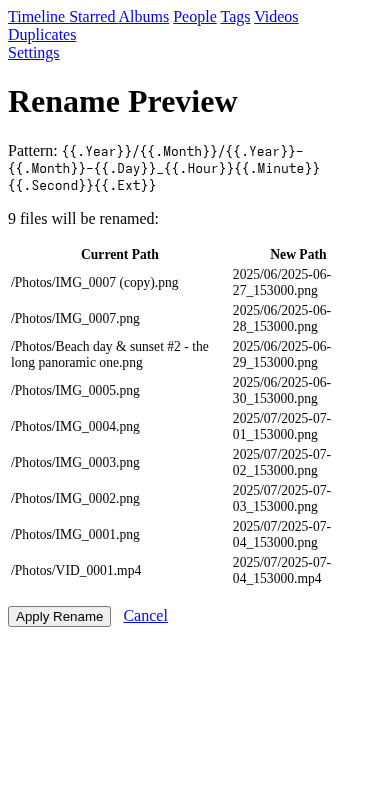 Timeline Starred Albums People Tags Videos
Duplicates
Settings
Rename Preview
Pattern: {{.Year}}/{{.Month}}/{{.Year}}-
{{.Month}}-{{.Day}}_{{.Hour}}{{.Minute}}
{{.Second}}{{.Ext}}
9 files will be renamed:
Current Path New Path
/Photos/IMG_0007 (copy).png 2025/06/2025-06-
27_153000.png
/Photos/IMG_0007.png 2025/06/2025-06-
28_153000.png
/Photos/Beach day & sunset #2 - the 2025/06/2025-06-
long panoramic one.png 29_153000.png
/Photos/IMG_0005.png 2025/06/2025-06-
30_153000.png
/Photos/IMG_0004.png 2025/07/2025-07-
01_153000.png
/Photos/IMG_0003.png 2025/07/2025-07-
02_153000.png
/Photos/IMG_0002.png 2025/07/2025-07-
03_153000.png
/Photos/IMG_0001.png 2025/07/2025-07-
04_153000.png
/Photos/VID_0001.mp4 2025/07/2025-07-
04_153000.mp4
Apply Rename Cancel